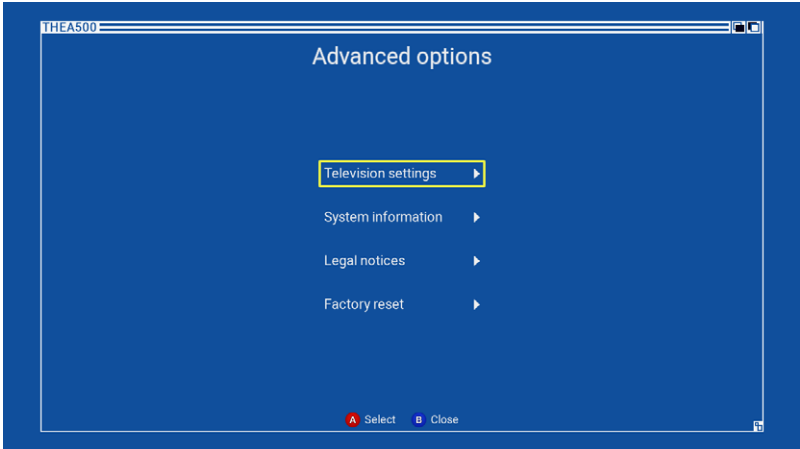 THEA500
Advanced options
Television settings
System information
Legal notices
Factory reset
A Select B Close